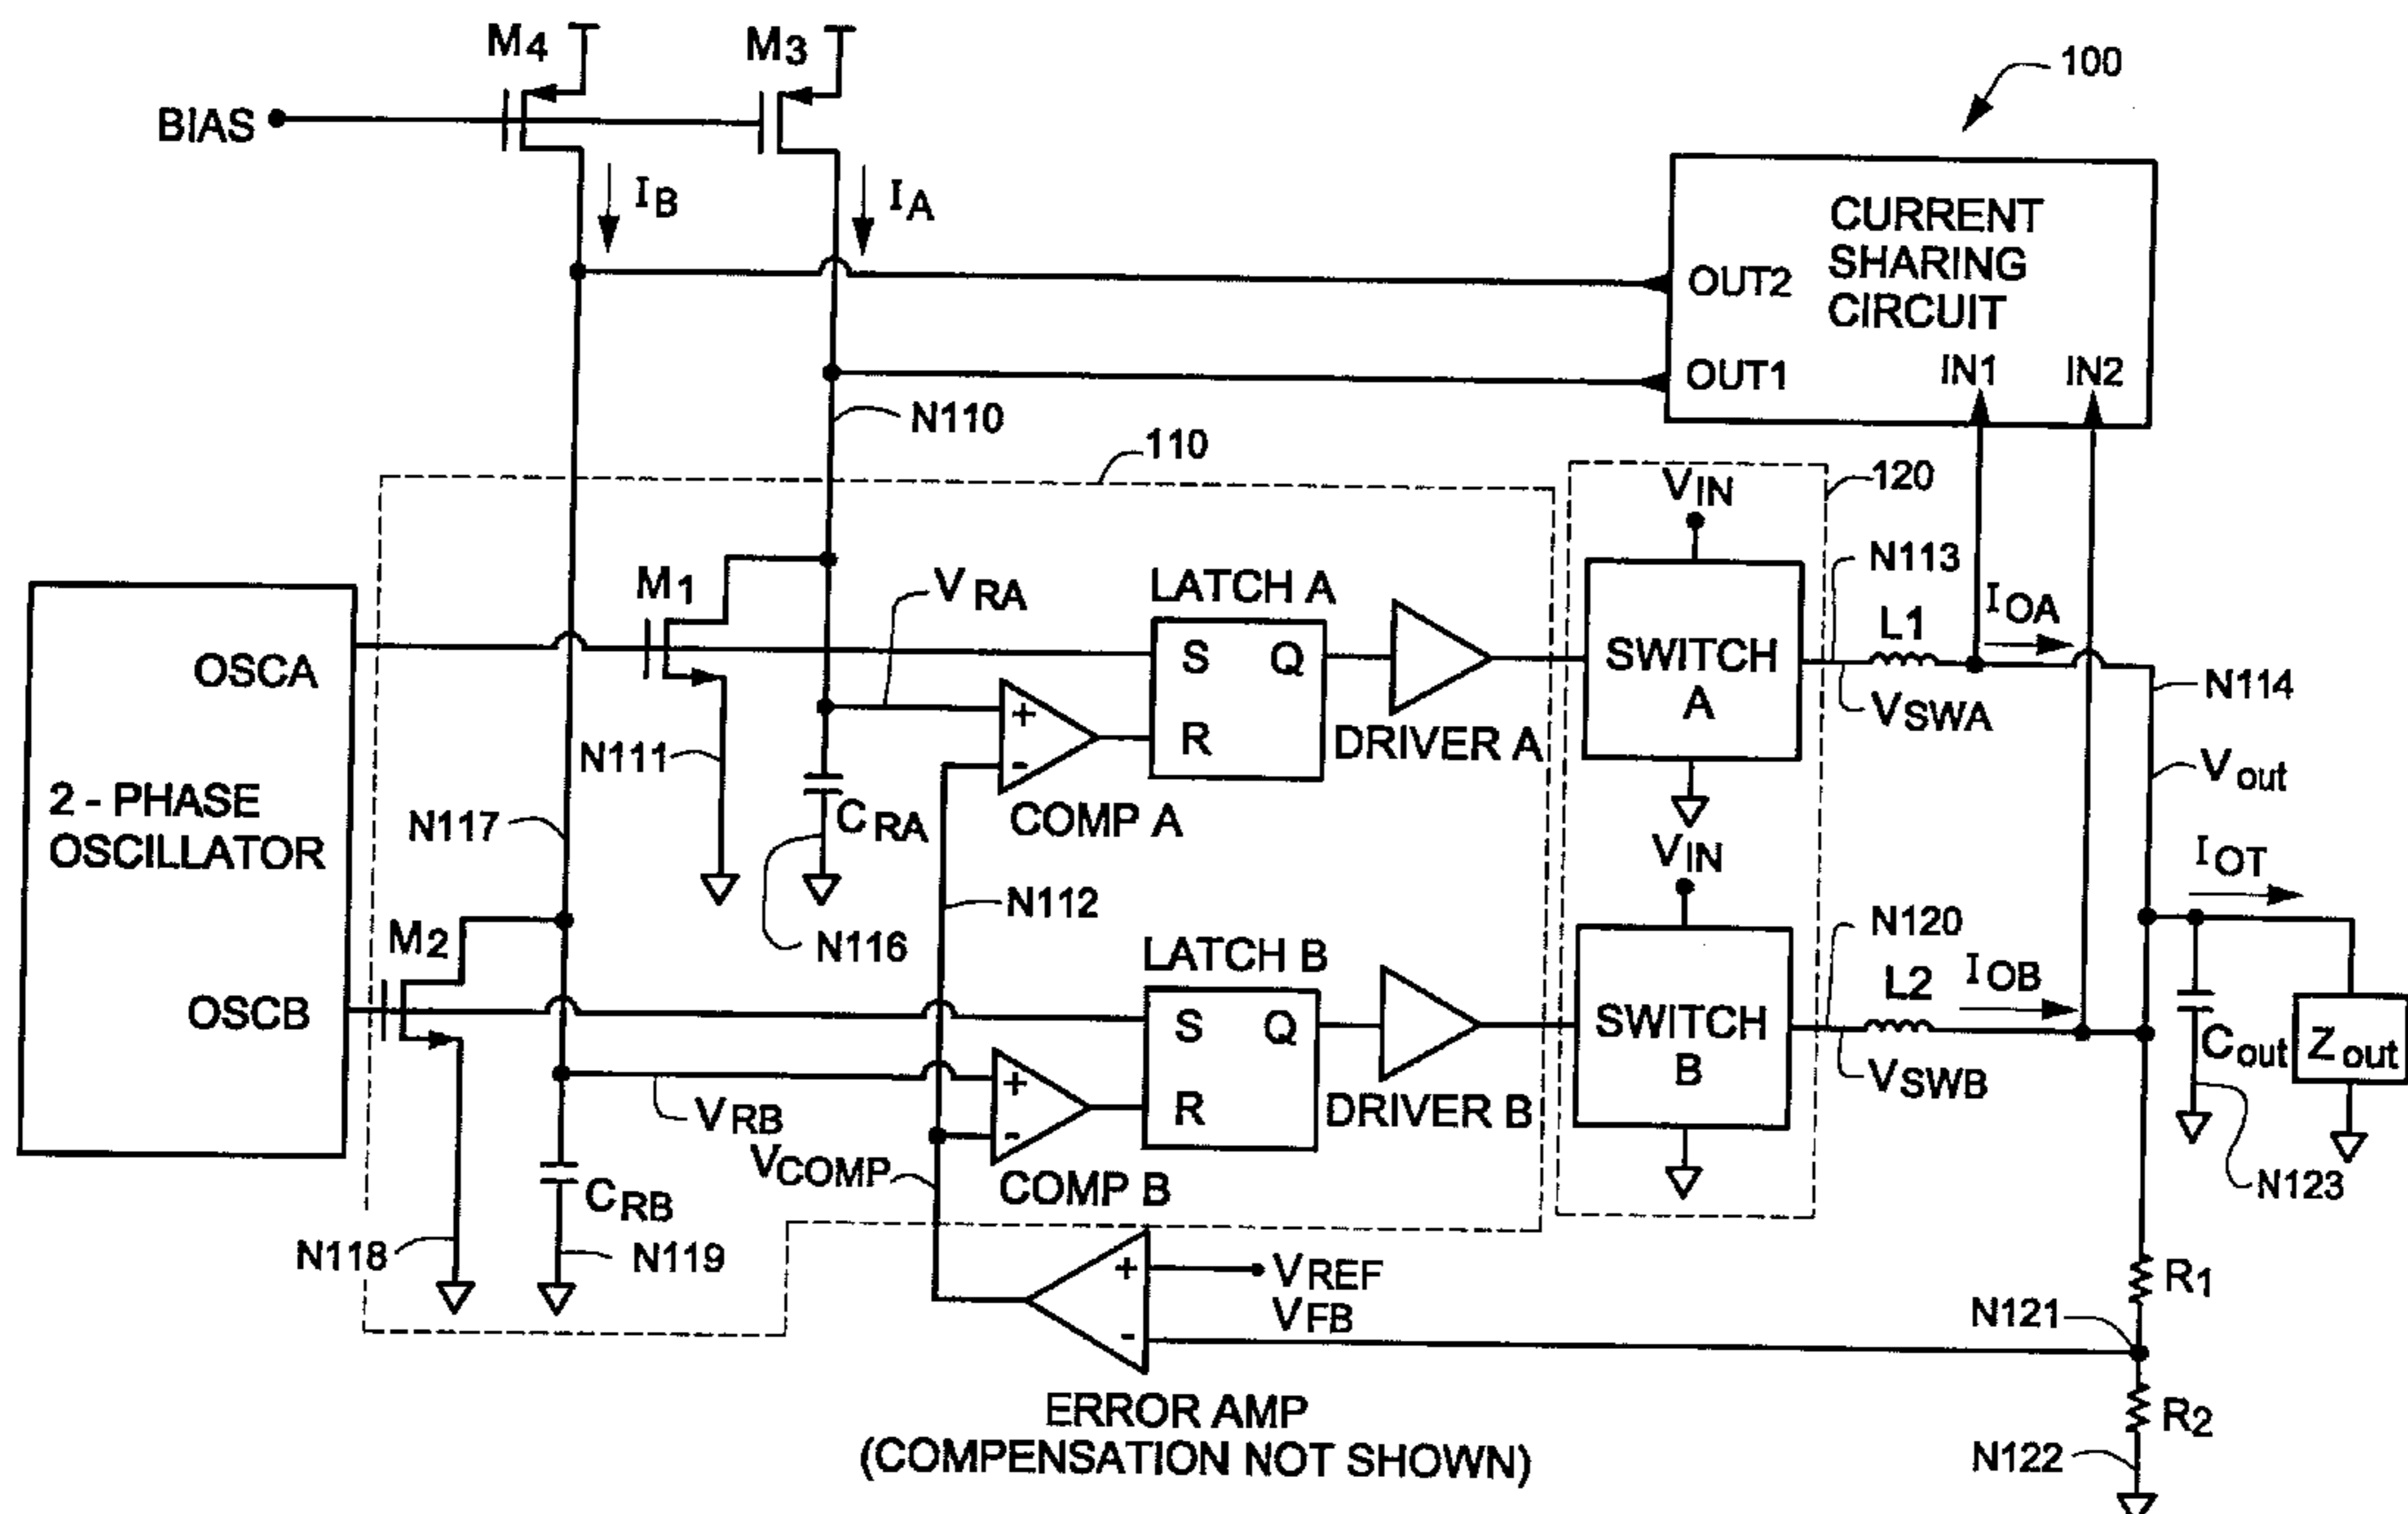 M4
M3
100
BIAS
IB
IA
CURRENT
SHARING
CIRCUIT
OUT2
OUT1
IN1
IN2
N110
110
120
VIN
N113
M1
VRA
LATCH A
S
Q
R
DRIVER A
SWITCH
A
L1
IOA
N114
VSWA
OSCA
N111
CRA
COMP A
+
-
Vout
2 - PHASE
OSCILLATOR
N117
VIN
IOT
N112
N116
N120
M2
LATCH B
L2
IOB
OSCB
S
Q
R
DRIVER B
SWITCH
B
Cout
Zout
VSWB
VRB
+
-
VCOMP
COMP B
CRB
N123
N118
N119
+
-
VREF
VFB
R1
N121
ERROR AMP
(COMPENSATION NOT SHOWN)
R2
N122